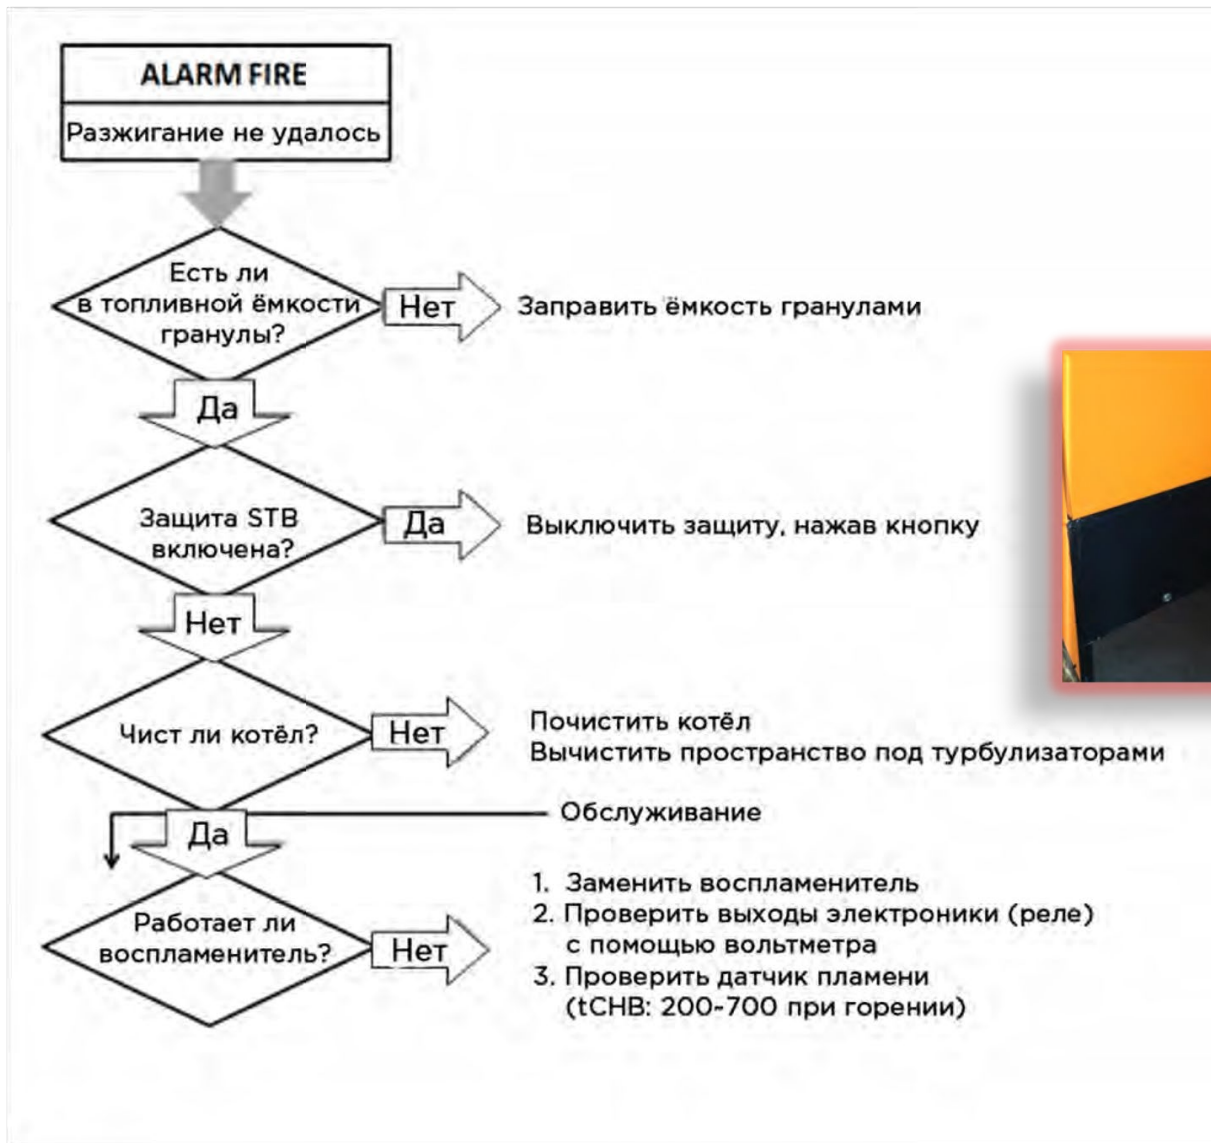 ALARM FIRE
Разжигание не удалось
Есть ли
в топливной ёмкости
гранулы?
Нет
Заправить ёмкость гранулами
Да
Защита STB
включена?
Да
Выключить защиту, нажав кнопку
Нет
Чист ли котёл?
Нет
Почистить котёл
Вычистить пространство под турбулизаторами
Обслуживание
Да
Работает ли
воспламенитель?
Нет
1. Заменить воспламенитель
2. Проверить выходы электроники (реле)
с помощью вольтметра
3. Проверить датчик пламени
(tCHB: 200-700 при горении)